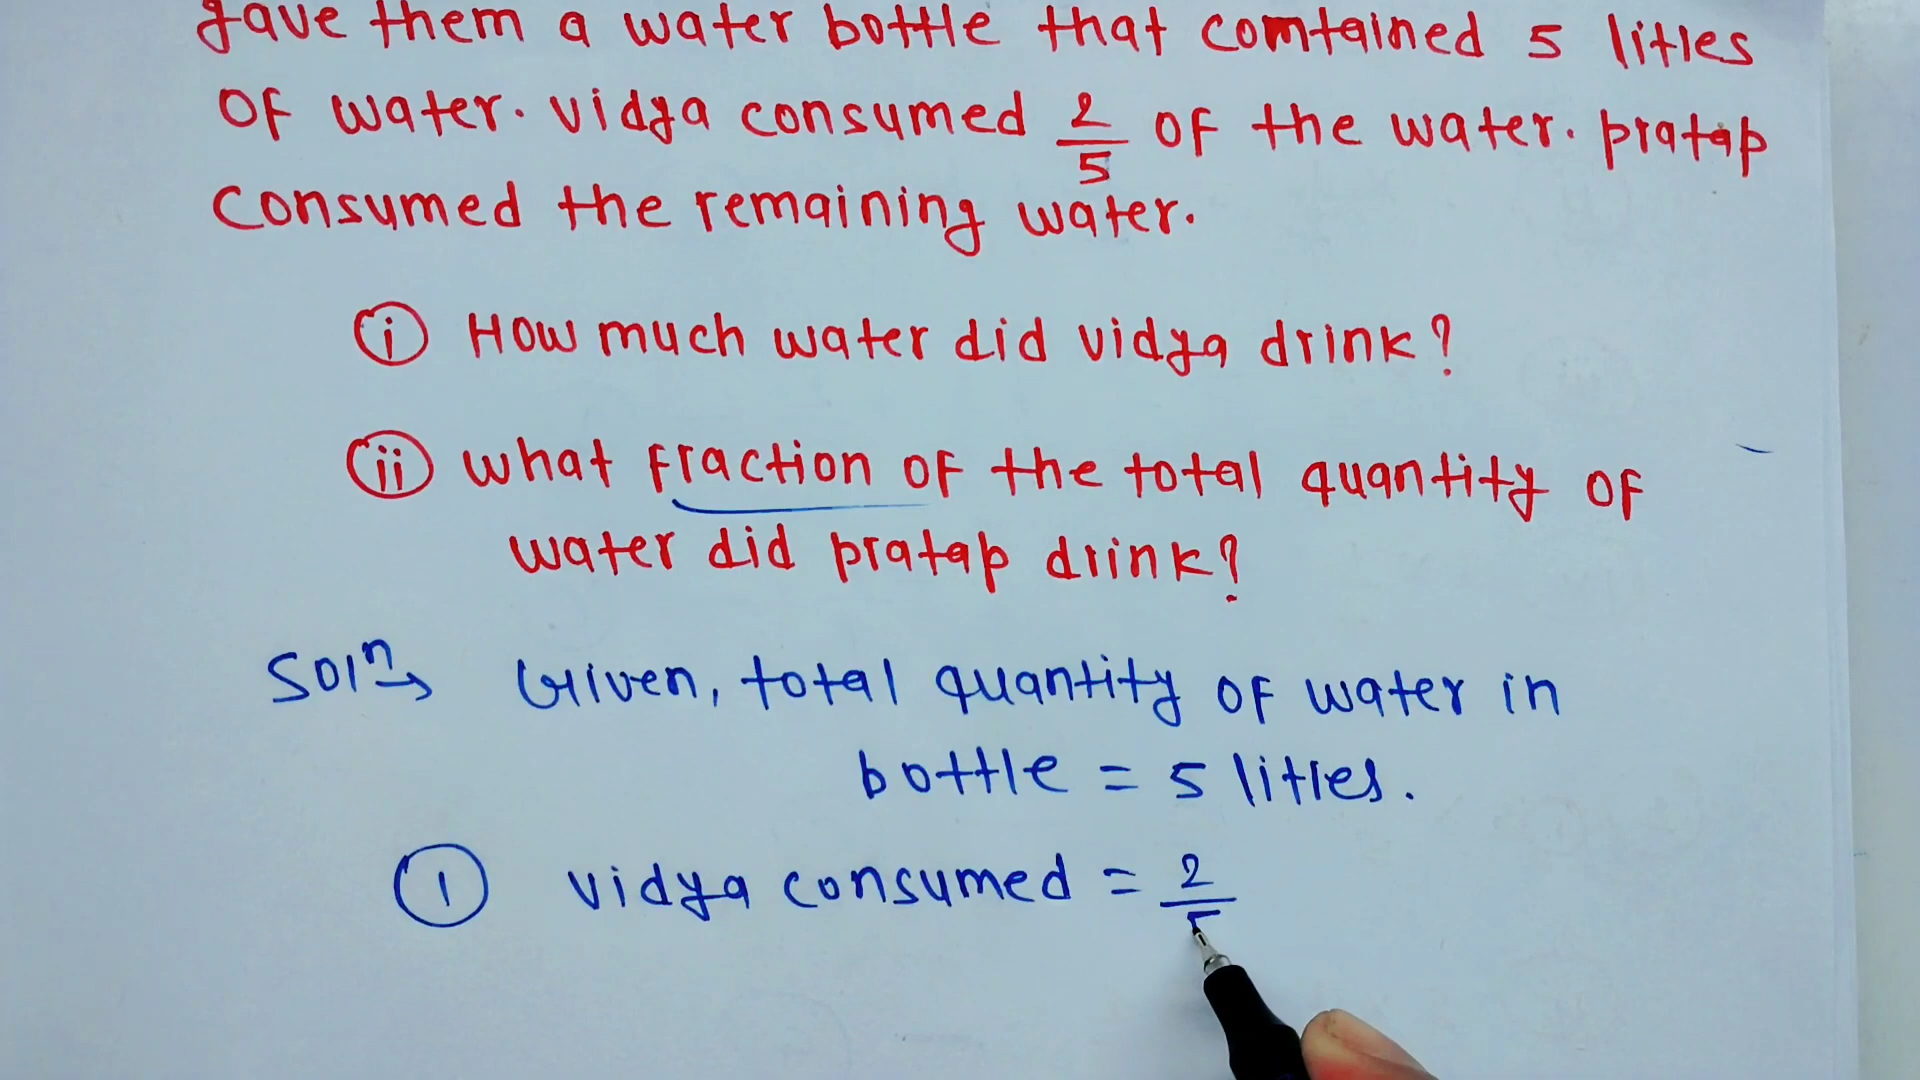 gave them a water bottle that comtained 5 litres
of water. vidya consumed 2/5 of the water. pratap
consumed the remaining water.
(i) How much water did vidya drink?
(ii) what fraction of the total quantity of
water did pratap drink?
Solⁿ→ Given, total quantity of water in
bottle = 5 litres.
(1) vidya consumed = 2/5